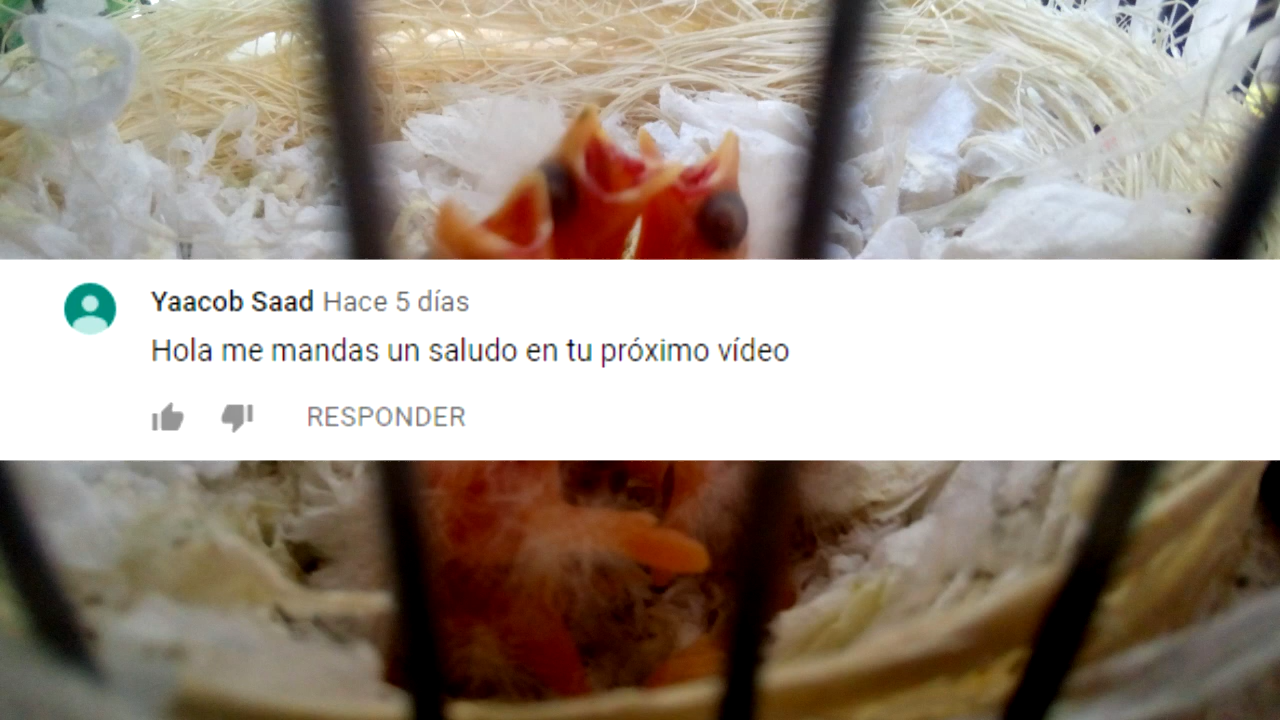 Yaacob Saad Hace 5 días
Hola me mandas un saludo en tu próximo vídeo
RESPONDER